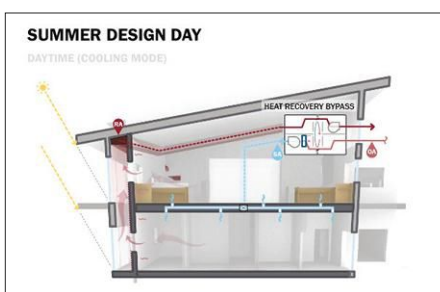 SUMMER DESIGN DAY
DAYTIME (COOLING MODE)
HEAT RECOVERY BYPASS
RA
SA
OA